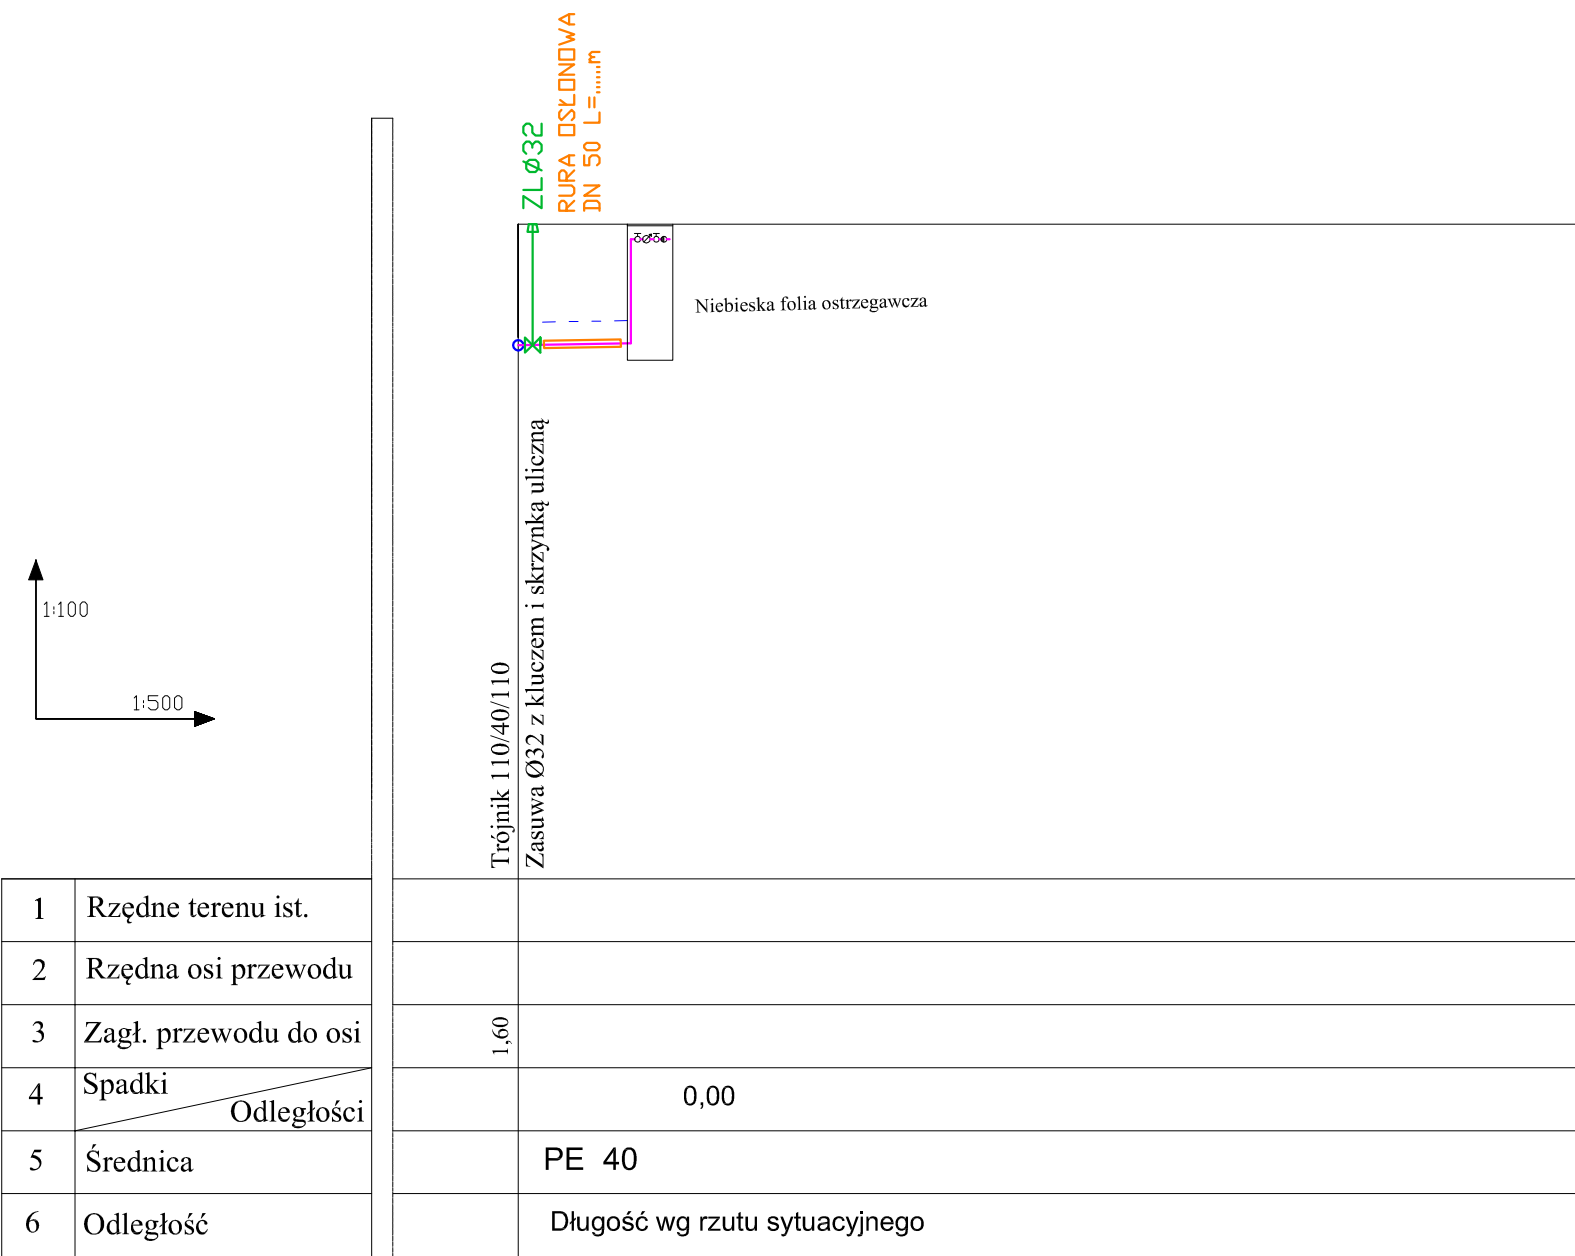 RURA OSŁONOWA
DN 50 L=......m
ZLø32
Niebieska folia ostrzegawcza
1:100
1:500
Trójnik 110/40/110
Zasuwa Ø32 z kluczem i skrzynką uliczną
1 Rzędne terenu ist.
2 Rzędna osi przewodu
3 Zagł. przewodu do osi 1,60
4 Spadki Odległości 0,00
5 Średnica PE 40
6 Odległość Długość wg rzutu sytuacyjnego